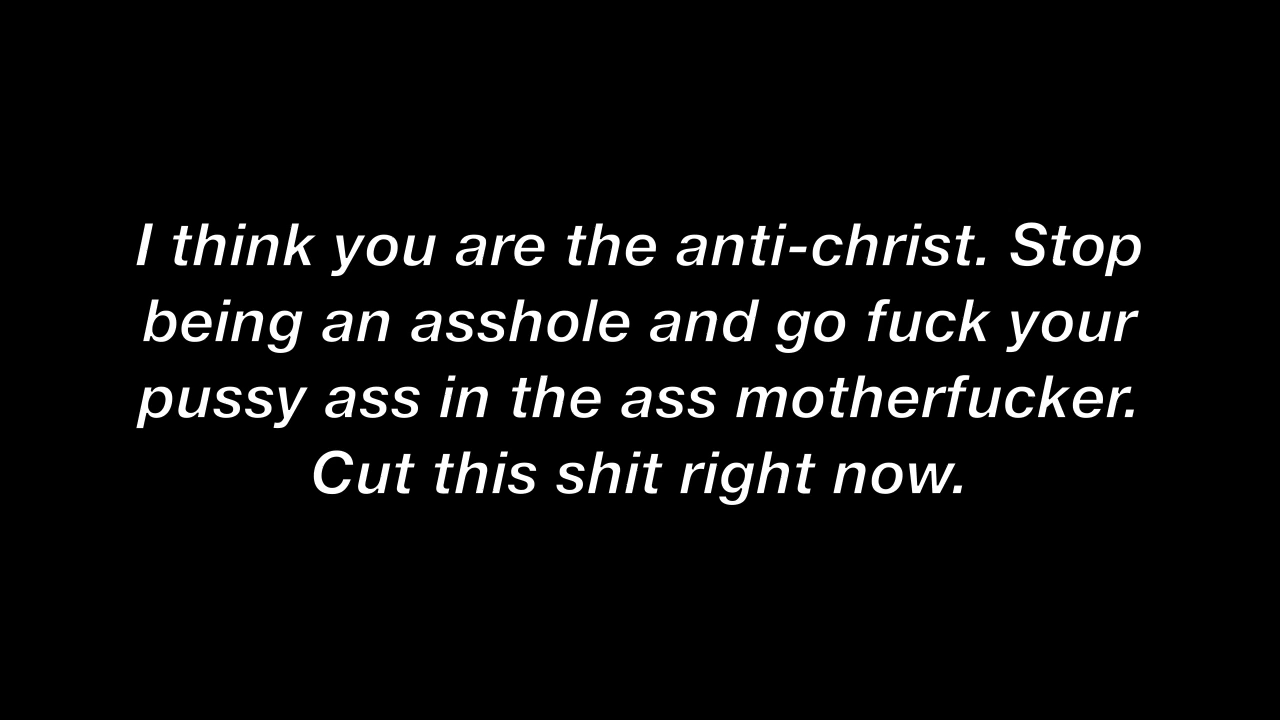 I think you are the anti-christ. Stop
being an asshole and go fuck your
pussy ass in the ass motherfucker.
Cut this shit right now.